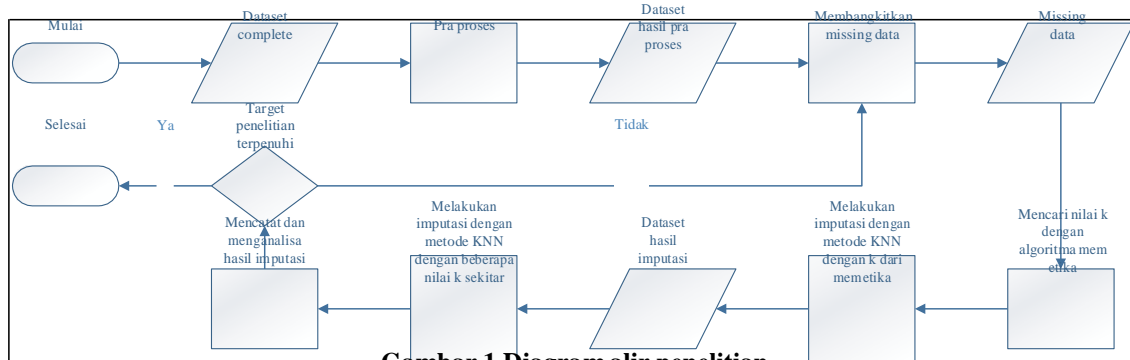 Mulai
Dataset
complete
Pra proses
Dataset
hasil pra
proses
Membangkitkan
missing data
Missing
data
Selesai
Ya
Target
penelitian
terpenuhi
Tidak
Mencatat dan
menganalisa
hasil imputasi
Melakukan
imputasi dengan
metode KNN
dengan beberapa
nilai k sekitar
Dataset
hasil
imputasi
Melakukan
imputasi dengan
metode KNN
dengan k dari
memetika
Mencari nilai k
dengan
algoritma mem
etika
Gambar 1 Diagram alir penelitian